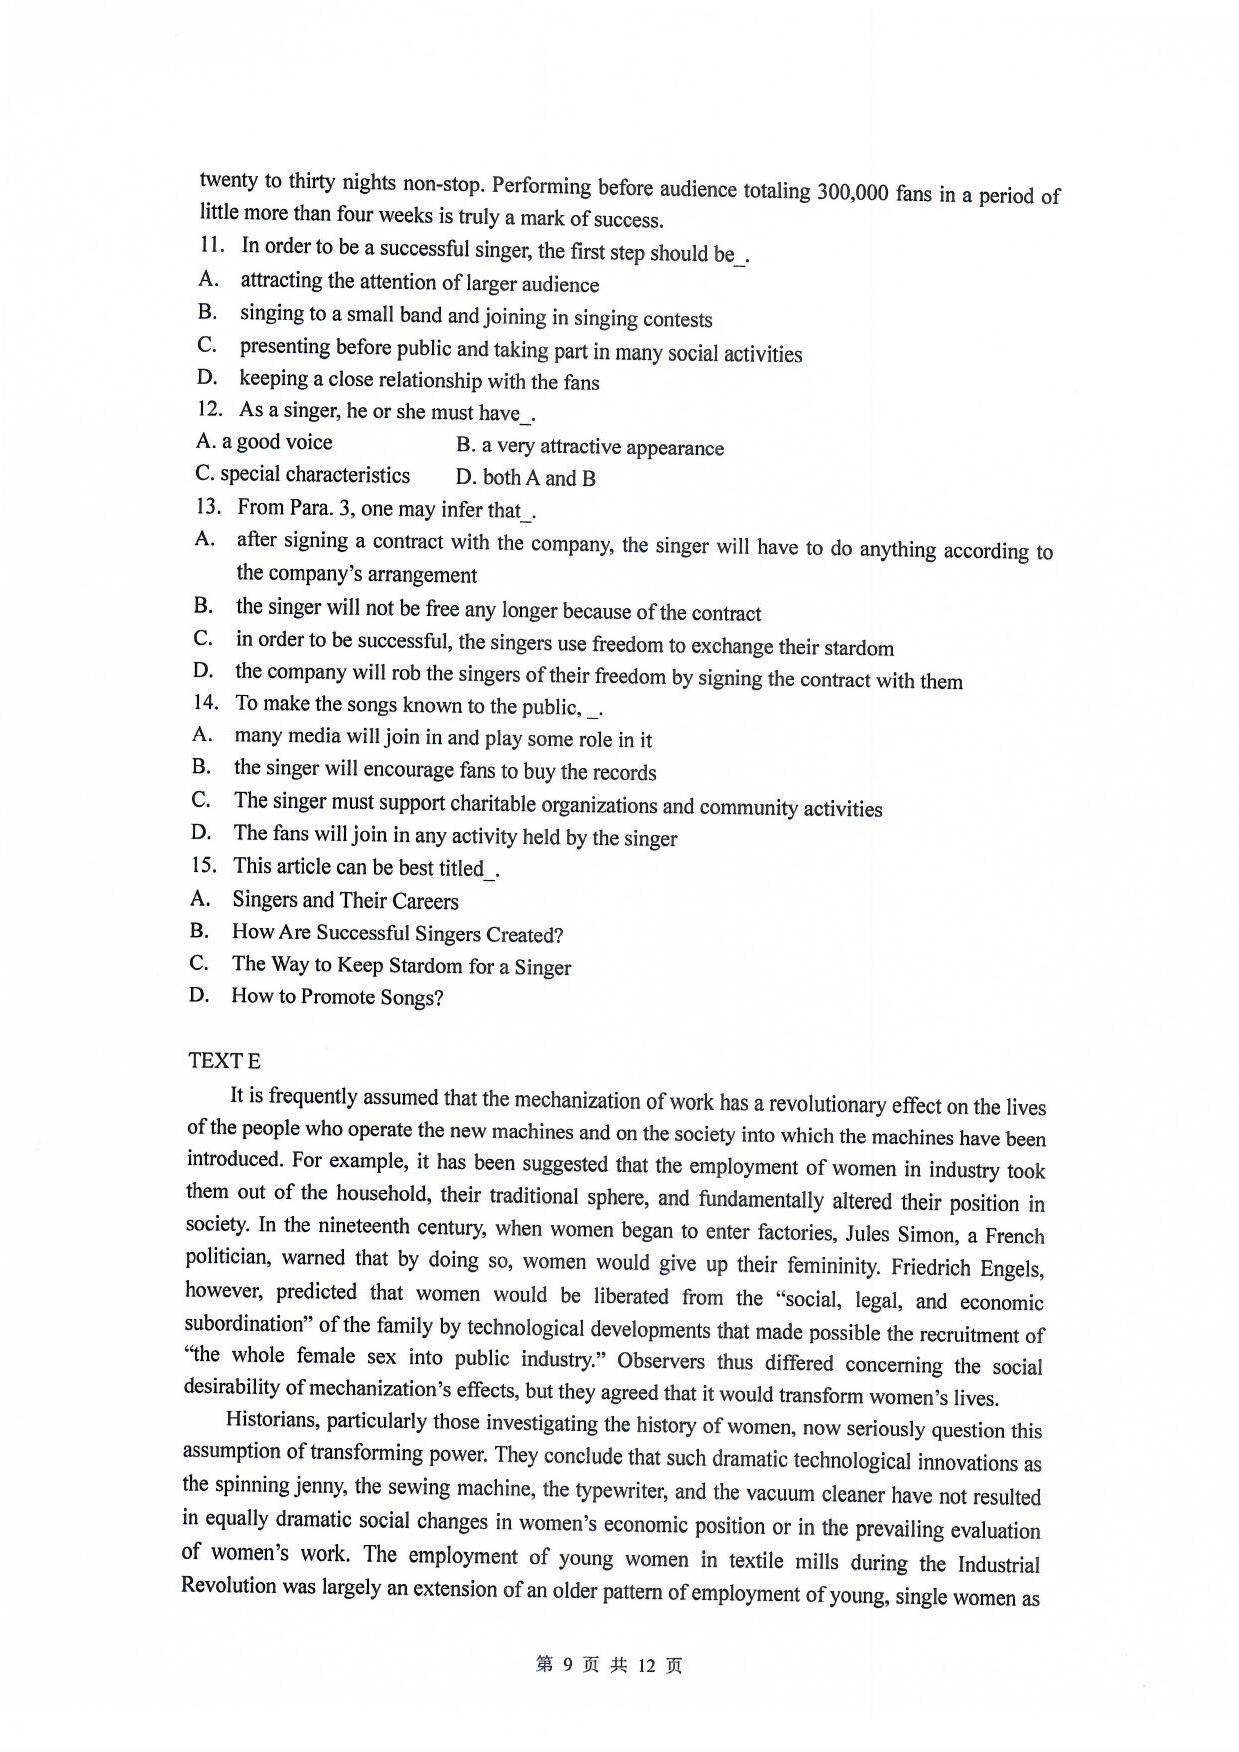 twenty to thirty nights non-stop. Performing before audience totaling 300,000 fans in a period of
little more than four weeks is truly a mark of success.
11. In order to be a successful singer, the first step should be_.
A. attracting the attention of larger audience
B. singing to a small band and joining in singing contests
C. presenting before public and taking part in many social activities
D. keeping a close relationship with the fans
12. As a singer, he or she must have_.
A. a good voice B. a very attractive appearance
C. special characteristics D. both A and B
13. From Para. 3, one may infer that_.
A. after signing a contract with the company, the singer will have to do anything according to
the company's arrangement
B. the singer will not be free any longer because of the contract
C. in order to be successful, the singers use freedom to exchange their stardom
D. the company will rob the singers of their freedom by signing the contract with them
14. To make the songs known to the public, _.
A. many media will join in and play some role in it
B. the singer will encourage fans to buy the records
C. The singer must support charitable organizations and community activities
D. The fans will join in any activity held by the singer
15. This article can be best titled_.
A. Singers and Their Careers
B. How Are Successful Singers Created?
C. The Way to Keep Stardom for a Singer
D. How to Promote Songs?
TEXT E
It is frequently assumed that the mechanization of work has a revolutionary effect on the lives
of the people who operate the new machines and on the society into which the machines have been
introduced. For example, it has been suggested that the employment of women in industry took
them out of the household, their traditional sphere, and fundamentally altered their position in
society. In the nineteenth century, when women began to enter factories, Jules Simon, a French
politician, warned that by doing so, women would give up their femininity. Friedrich Engels,
however, predicted that women would be liberated from the "social, legal, and economic
subordination" of the family by technological developments that made possible the recruitment of
"the whole female sex into public industry." Observers thus differed concerning the social
desirability of mechanization's effects, but they agreed that it would transform women's lives.
Historians, particularly those investigating the history of women, now seriously question this
assumption of transforming power. They conclude that such dramatic technological innovations as
the spinning jenny, the sewing machine, the typewriter, and the vacuum cleaner have not resulted
in equally dramatic social changes in women's economic position or in the prevailing evaluation
of women's work. The employment of young women in textile mills during the Industrial
Revolution was largely an extension of an older pattern of employment of young, single women as
第 9 页 共 12 页